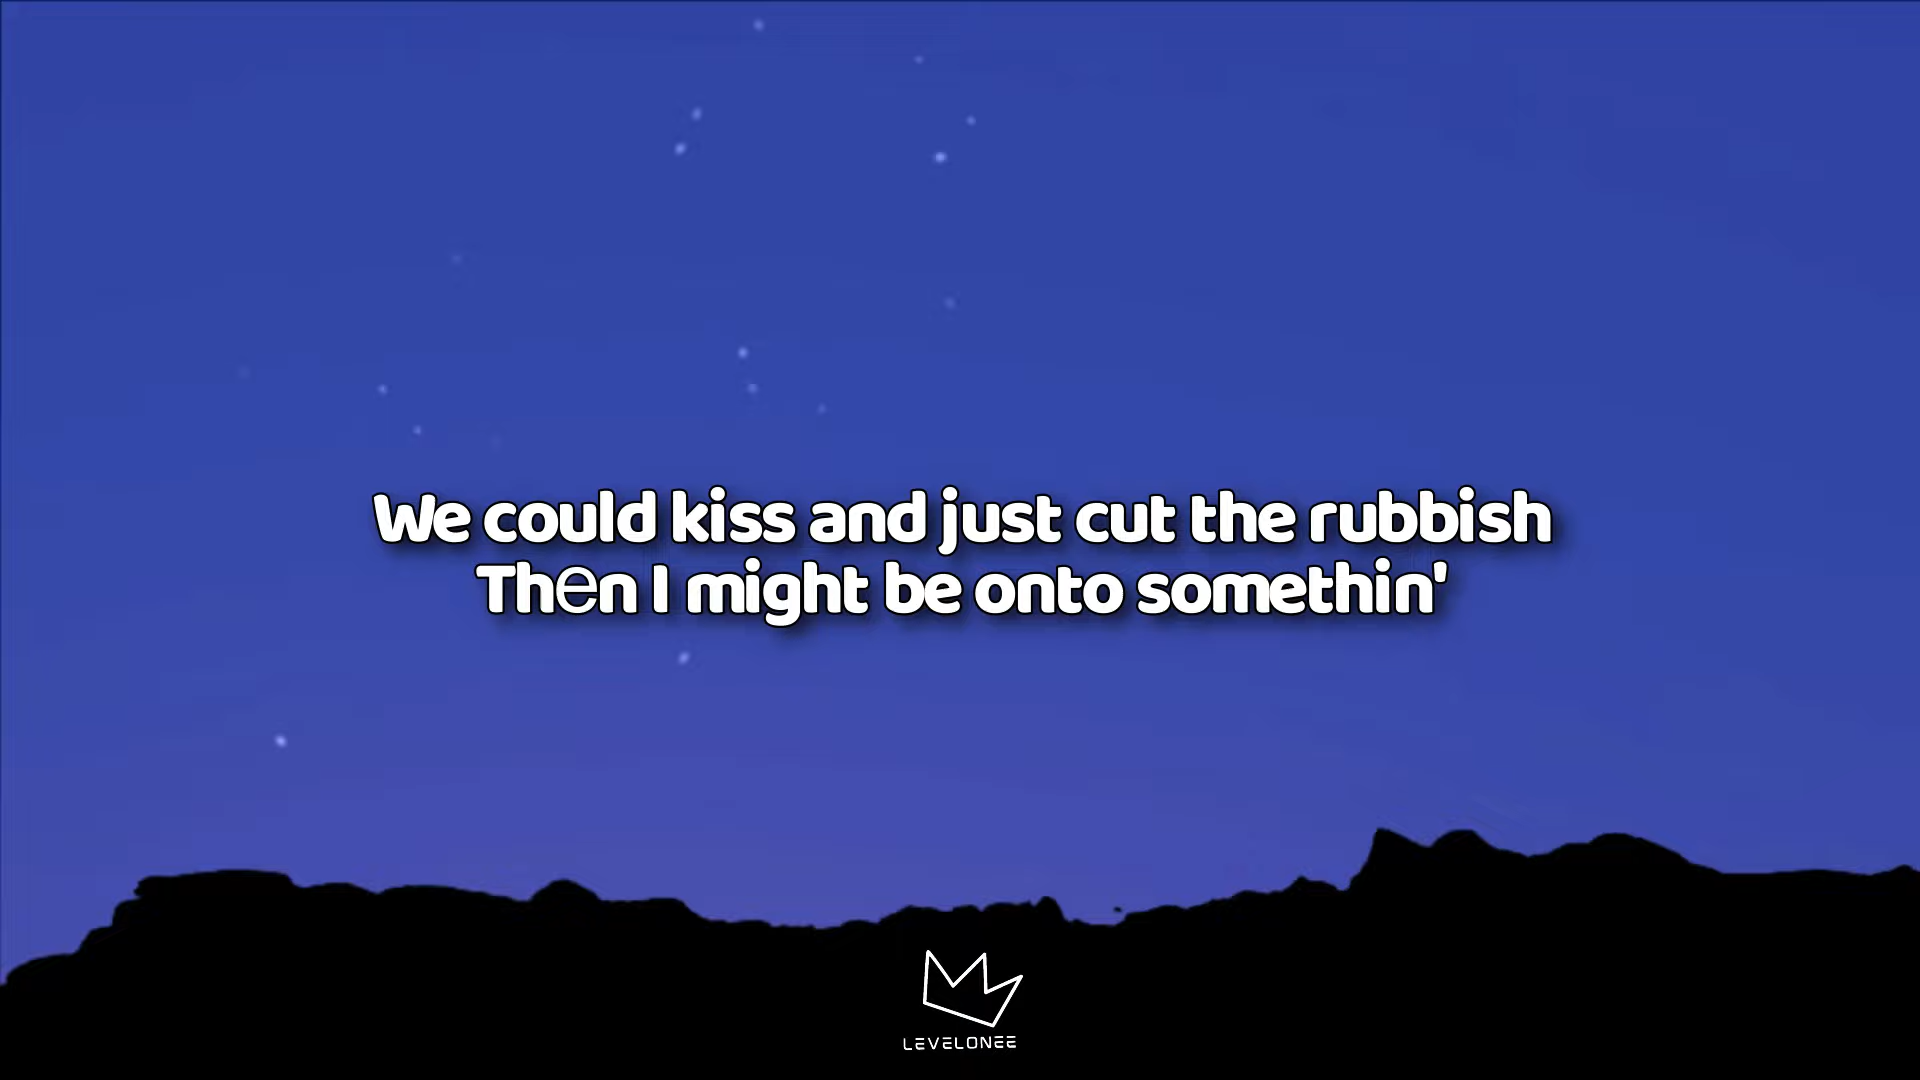 We could kiss and just cut the rubbish
Then I might be onto somethin'
LEVELONEE